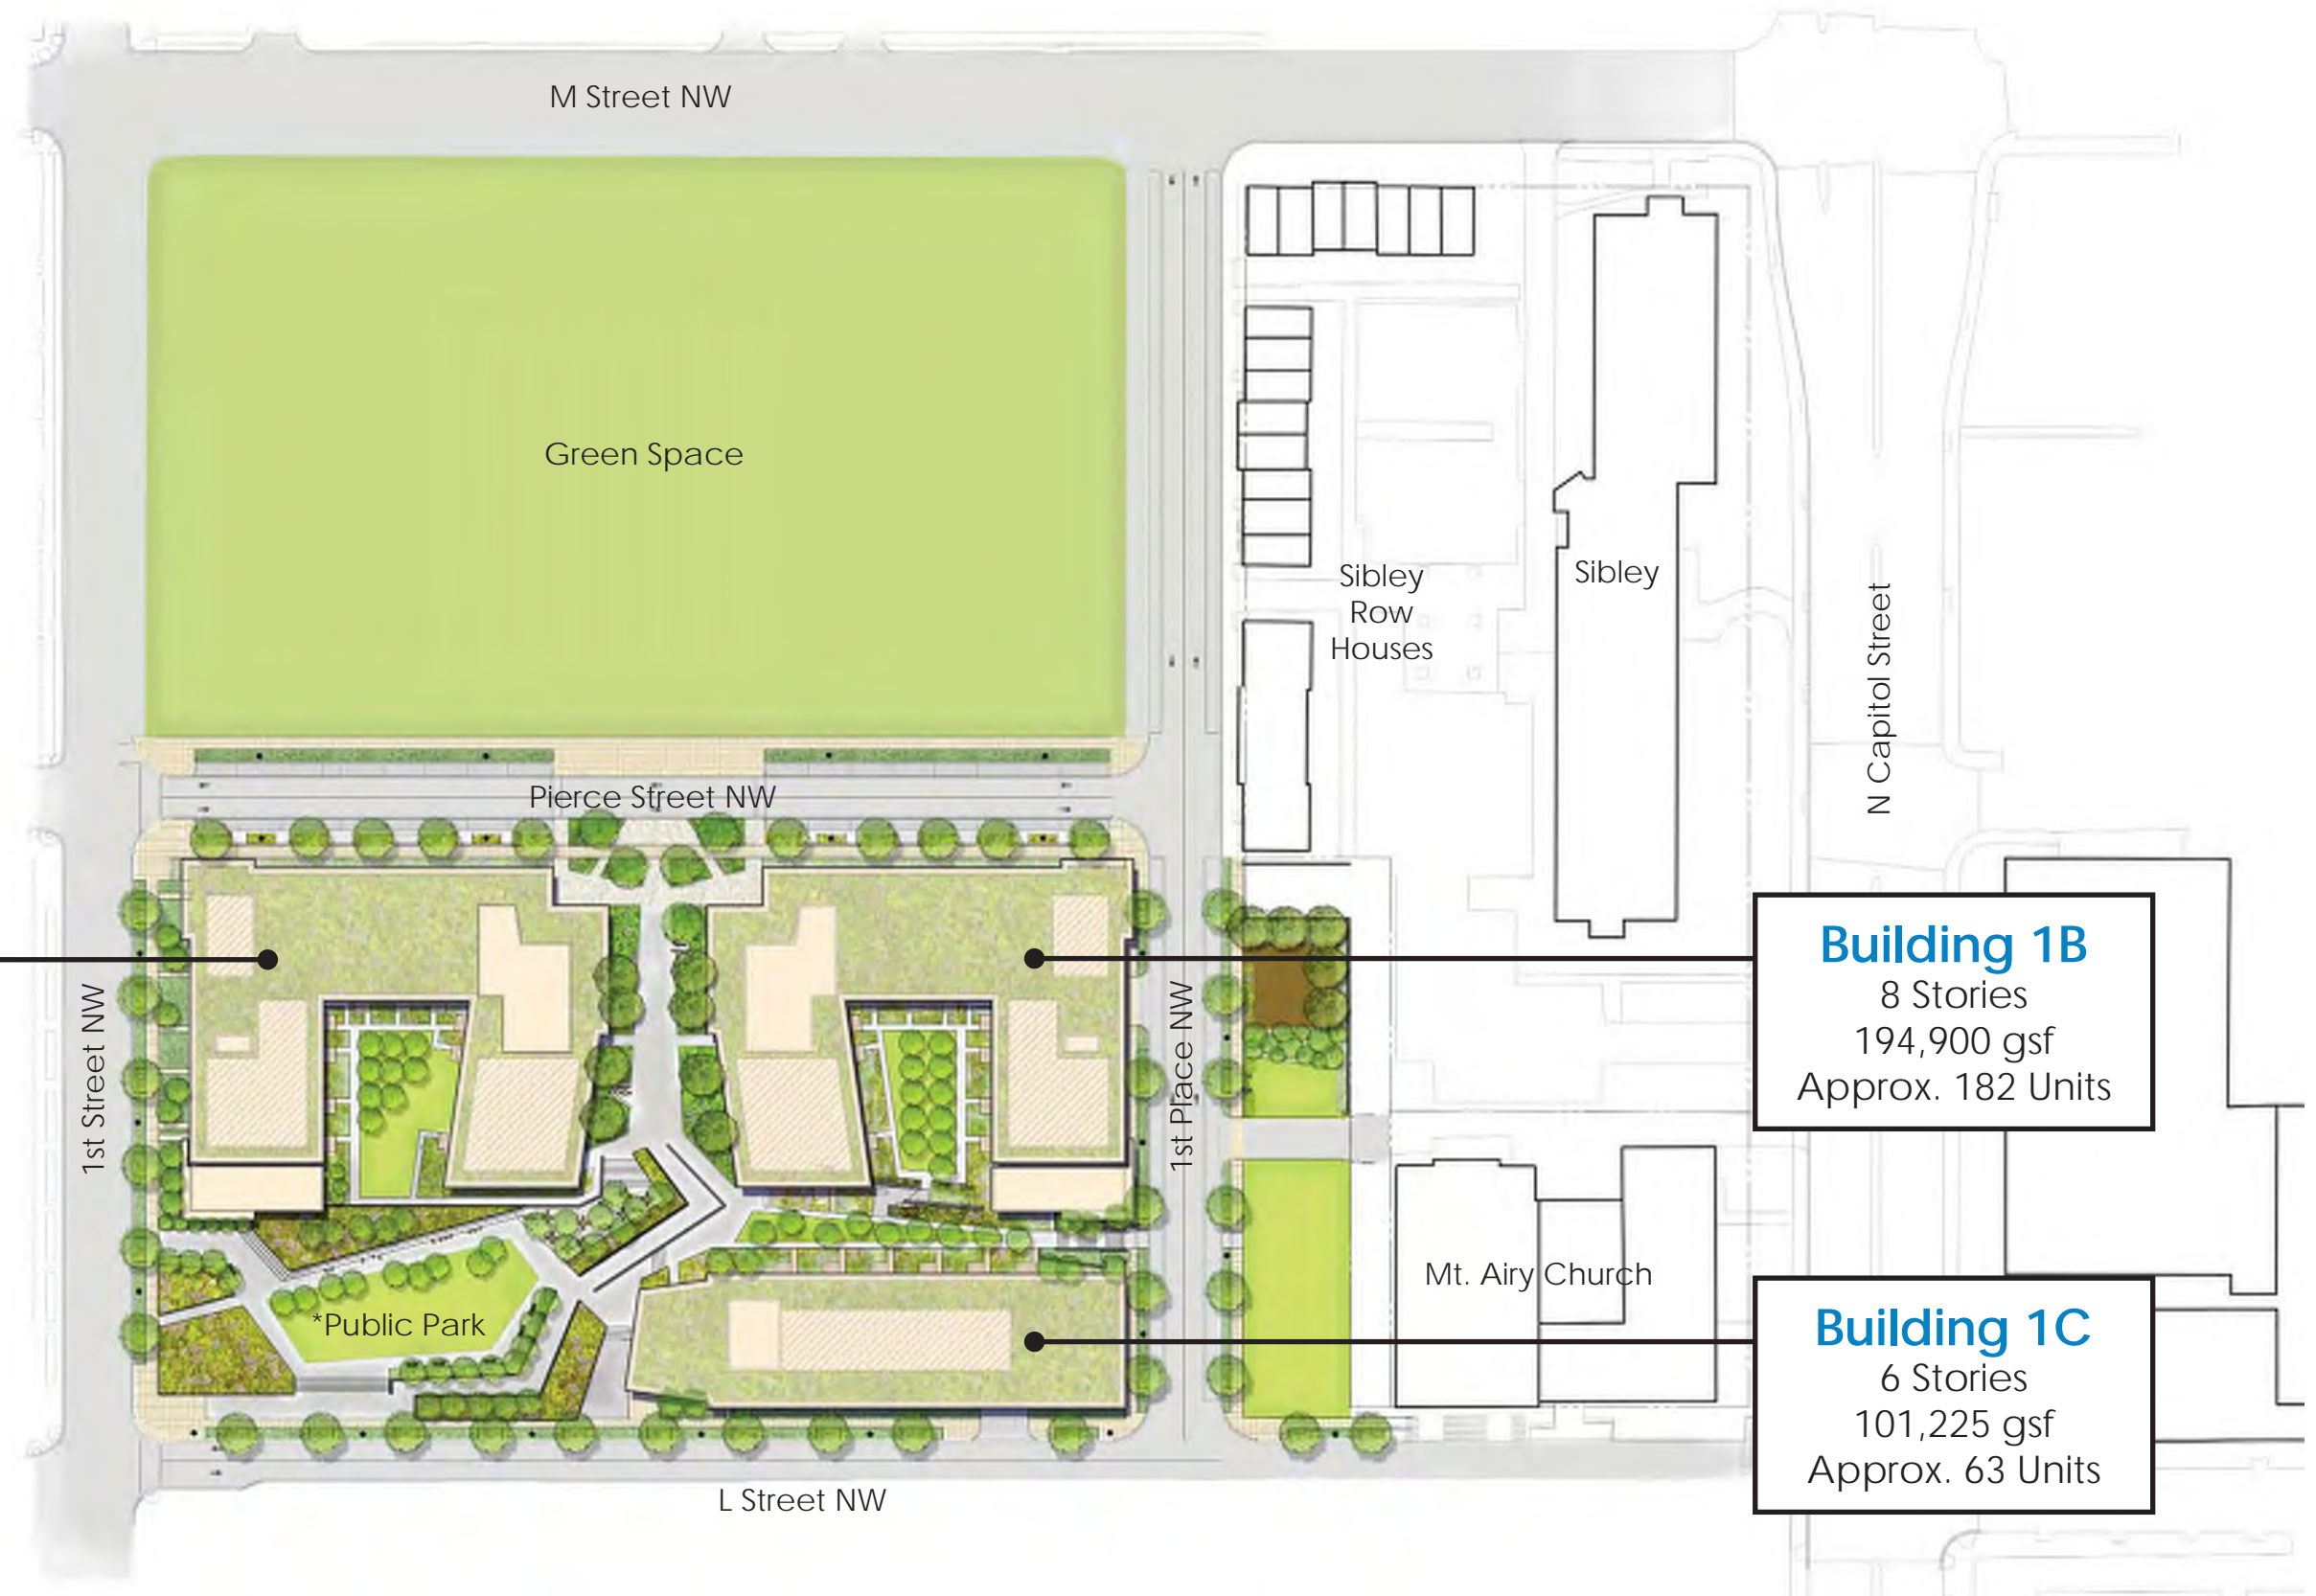 M Street NW
Green Space
Sibley
Row
Houses
Sibley
N Capitol Street
Pierce Street NW
1st Street NW
1st Place NW
Building 1B
8 Stories
194,900 gsf
Approx. 182 Units
Mt. Airy Church
*Public Park
Building 1C
6 Stories
101,225 gsf
Approx. 63 Units
L Street NW